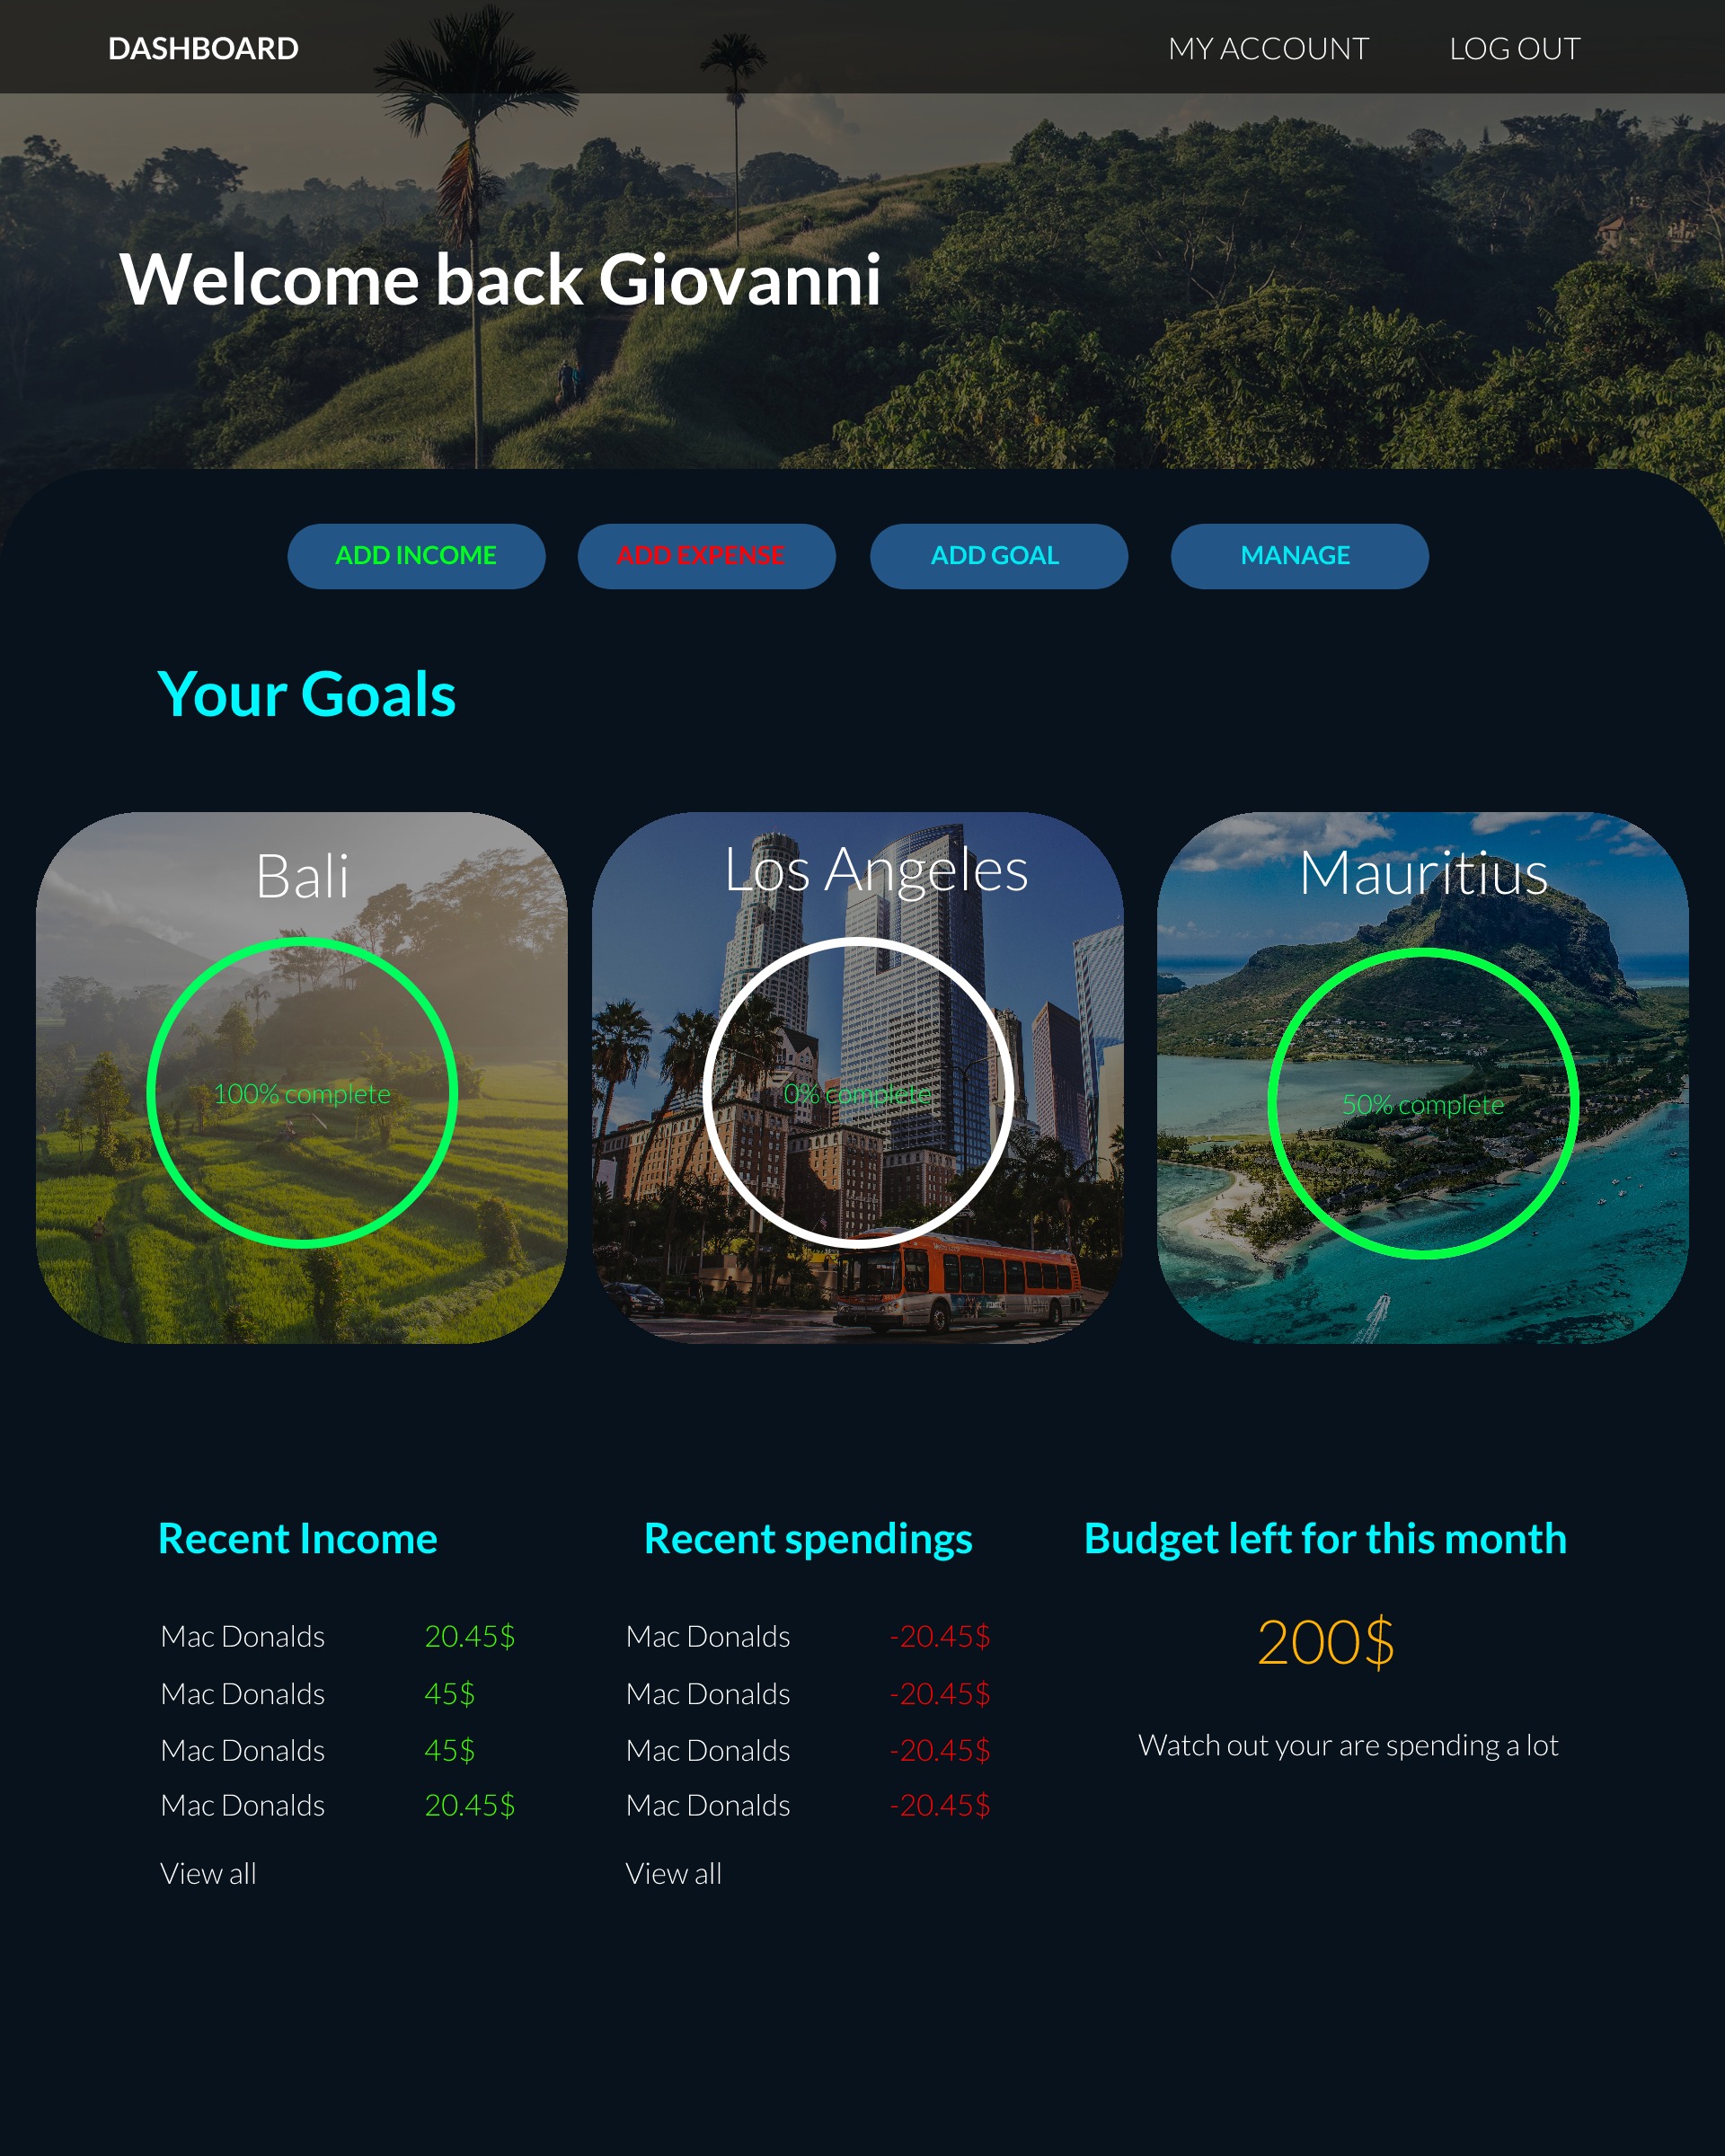 DASHBOARD MY ACCOUNT LOG OUT
Welcome back Giovanni
ADD INCOME ADD EXPENSE ADD GOAL MANAGE
Your Goals
Bali Los Angeles Mauritius
100% complete 0% complete 50% complete
Recent Income
Mac Donalds 20.45$
Mac Donalds 45$
Mac Donalds 45$
Mac Donalds 20.45$
View all
Recent spendings
Mac Donalds -20.45$
Mac Donalds -20.45$
Mac Donalds -20.45$
Mac Donalds -20.45$
View all
Budget left for this month
200$
Watch out your are spending a lot